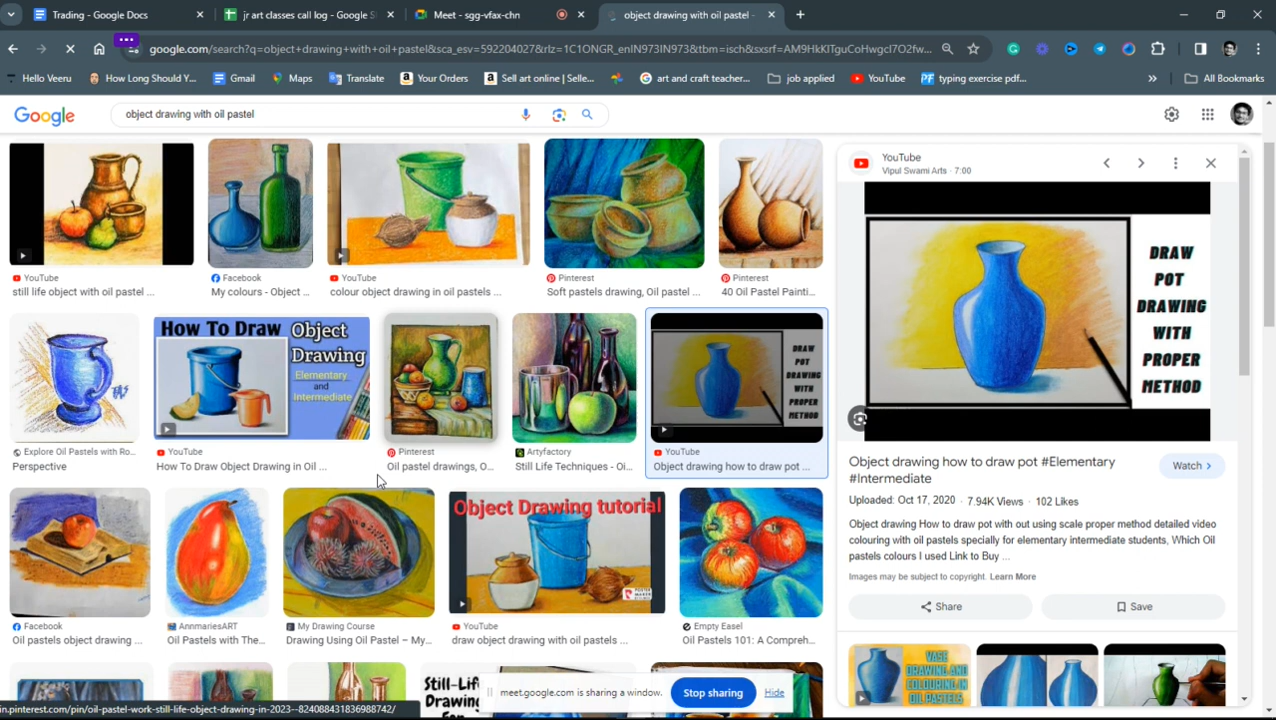 Trading - Google Docs
jr art classes call log - Google S
Meet - sgg-vfax-chn
object drawing with oil pastel -
google.com/search?q=object+drawing+with+oil+pastel&sca_esv=592204027&rlz=1C1ONGR_enIN973IN973&tbm=isch&sxsrf=AM9HkKlTguCoHwgcl7O2fw...
Hello Veeru
How Long Should Y...
Gmail
Maps
Translate
Your Orders
Sell art online | Selle...
art and craft teacher...
job applied
YouTube
typing exercise pdf...
All Bookmarks
Google
object drawing with oil pastel
YouTube
still life object with oil pastel ...
Facebook
My colours - Object ...
YouTube
colour object drawing in oil pastels ...
Pinterest
Soft pastels drawing, Oil pastel ...
Pinterest
40 Oil Pastel Painti...
Explore Oil Pastels with Ro...
Perspective
How To Draw Object
Drawing
Elementary
and
Intermediate
YouTube
How To Draw Object Drawing in Oil ...
Pinterest
Oil pastel drawings, O...
Artyfactory
Still Life Techniques - Oi...
DRAW
POT
DRAWING
WITH
PROPER
METHOD
YouTube
Object drawing how to draw pot ...
Facebook
Oil pastels object drawing ...
AnnmariesART
Oil Pastels with The...
My Drawing Course
Drawing Using Oil Pastel – My...
Object Drawing tutorial
YouTube
draw object drawing with oil pastels ...
Empty Easel
Oil Pastels 101: A Compreh...
Still-Life
Drawing
For
YouTube
Vipul Swami Arts · 7:00
DRAW
POT
DRAWING
WITH
PROPER
METHOD
Object drawing how to draw pot #Elementary
#Intermediate
Watch
Uploaded: Oct 17, 2020 · 7.94K Views · 102 Likes
Object drawing How to draw pot with out using scale proper method detailed video
colouring with oil pastels specially for elementary intermediate students, Which Oil
pastels colours I used Link to Buy ...
Images may be subject to copyright. Learn More
Share
Save
VASE
DRAWING AND
COLOURING IN
OIL PASTELS
meet.google.com is sharing a window.
Stop sharing
Hide
in.pinterest.com/pin/oil-pastel-work-still-life-object-drawing-in-2023--824088431836988742/